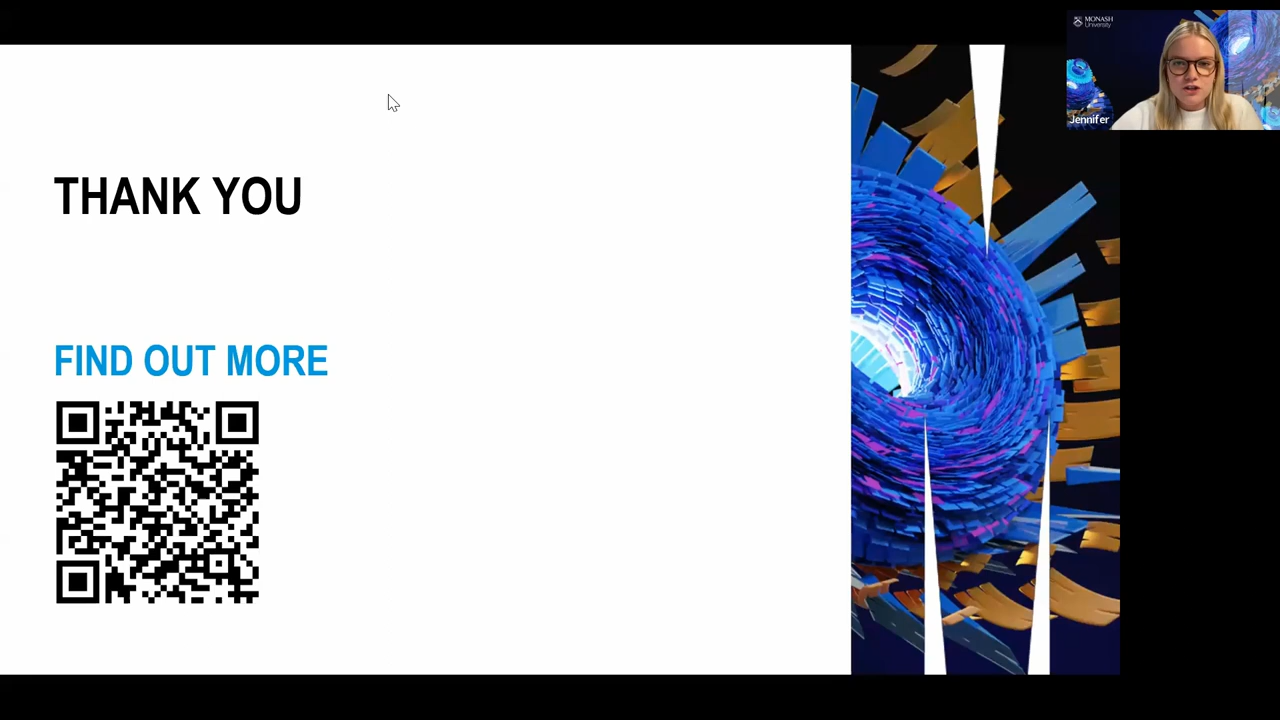 MONASH
University
Jennifer
THANK YOU
FIND OUT MORE